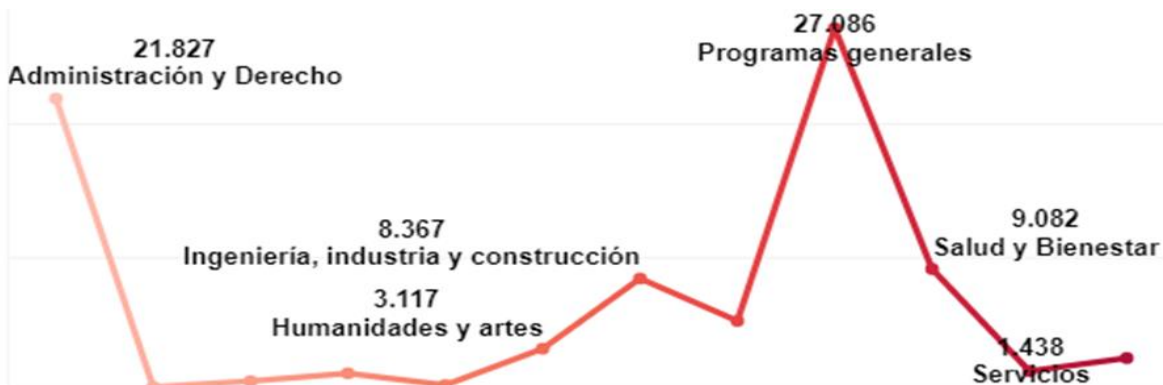 27.086
Programas generales
21.827
Administración y Derecho
8.367
Ingeniería, industria y construcción
9.082
Salud y Bienestar
3.117
Humanidades y artes
1.438
Servicios